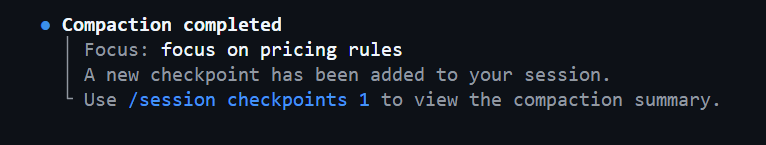 ● Compaction completed
Focus: focus on pricing rules
A new checkpoint has been added to your session.
Use /session checkpoints 1 to view the compaction summary.